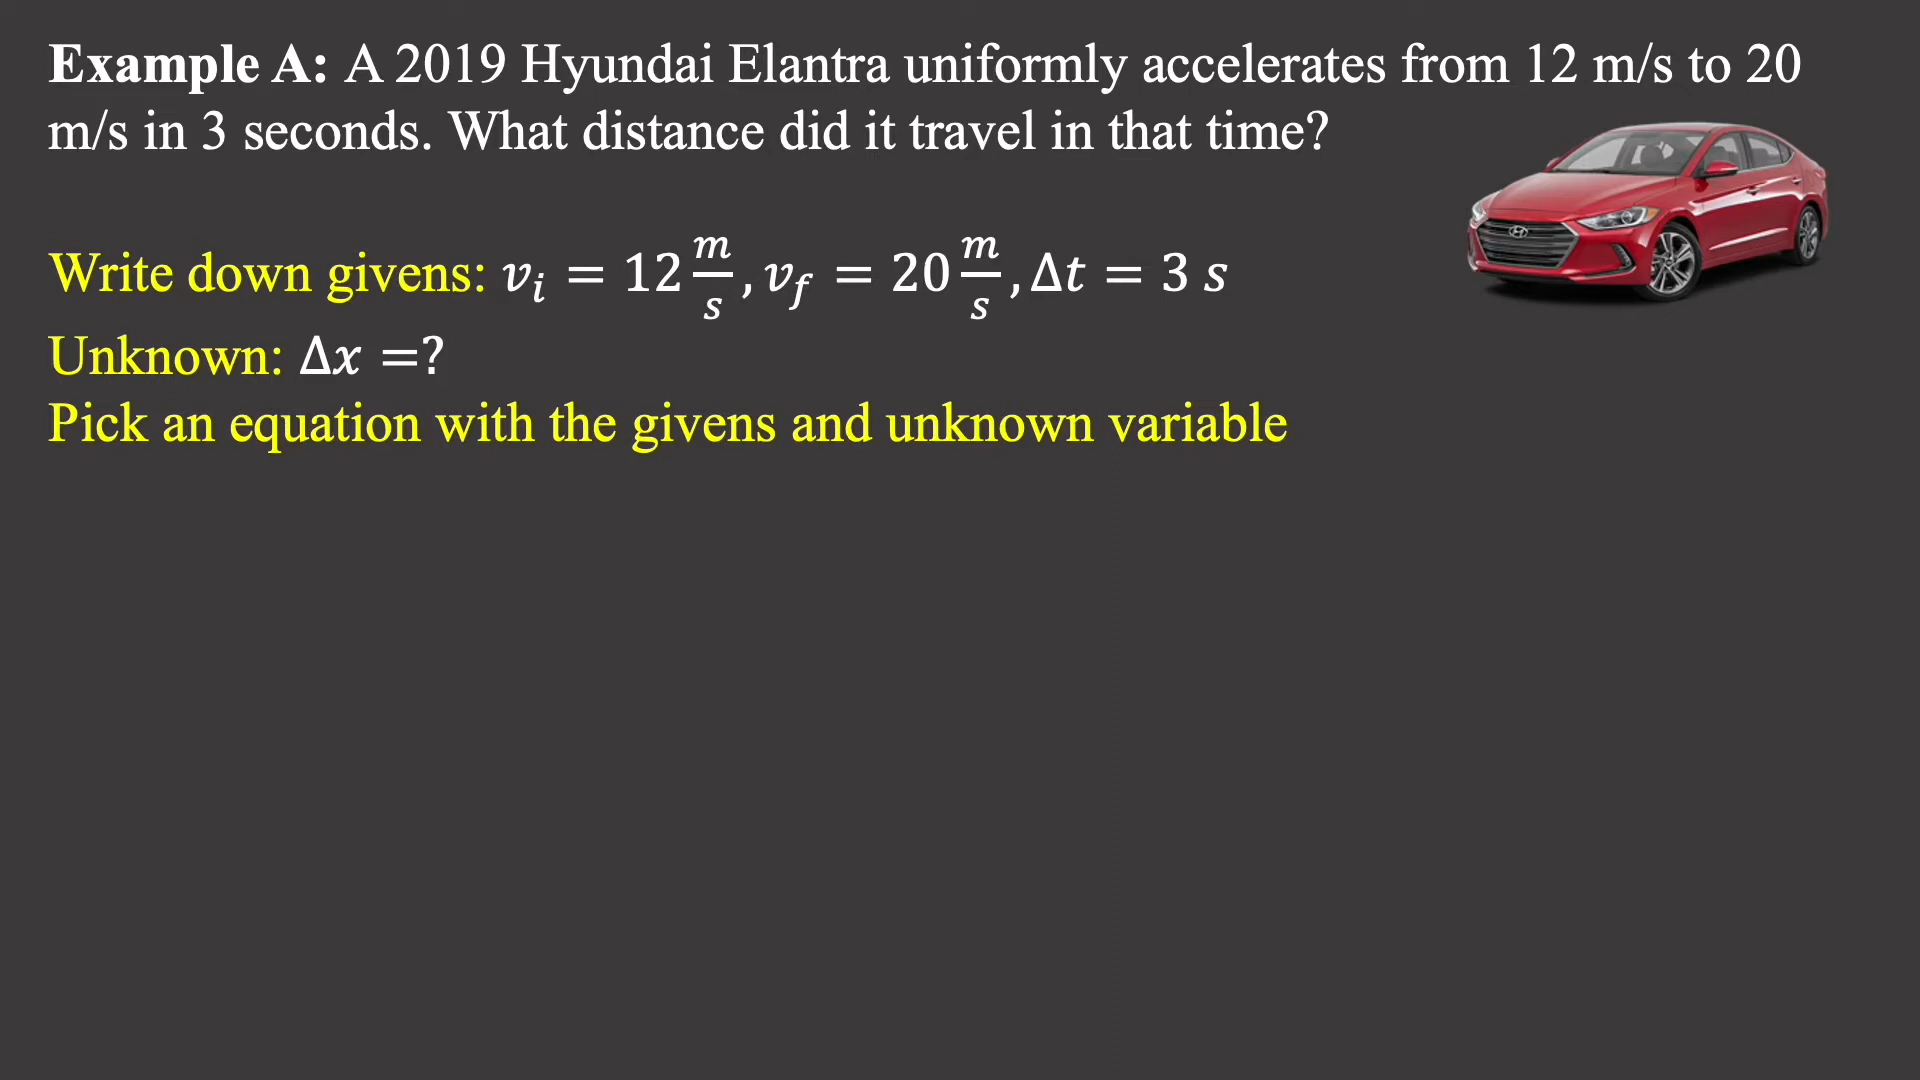 Example A: A 2019 Hyundai Elantra uniformly accelerates from 12 m/s to 20
m/s in 3 seconds. What distance did it travel in that time?
Write down givens: 𝑣ᵢ = 12 𝑚/𝑠, 𝑣_𝑓 = 20 𝑚/𝑠, Δ𝑡 = 3 𝑠
Unknown: Δ𝑥 =?
Pick an equation with the givens and unknown variable